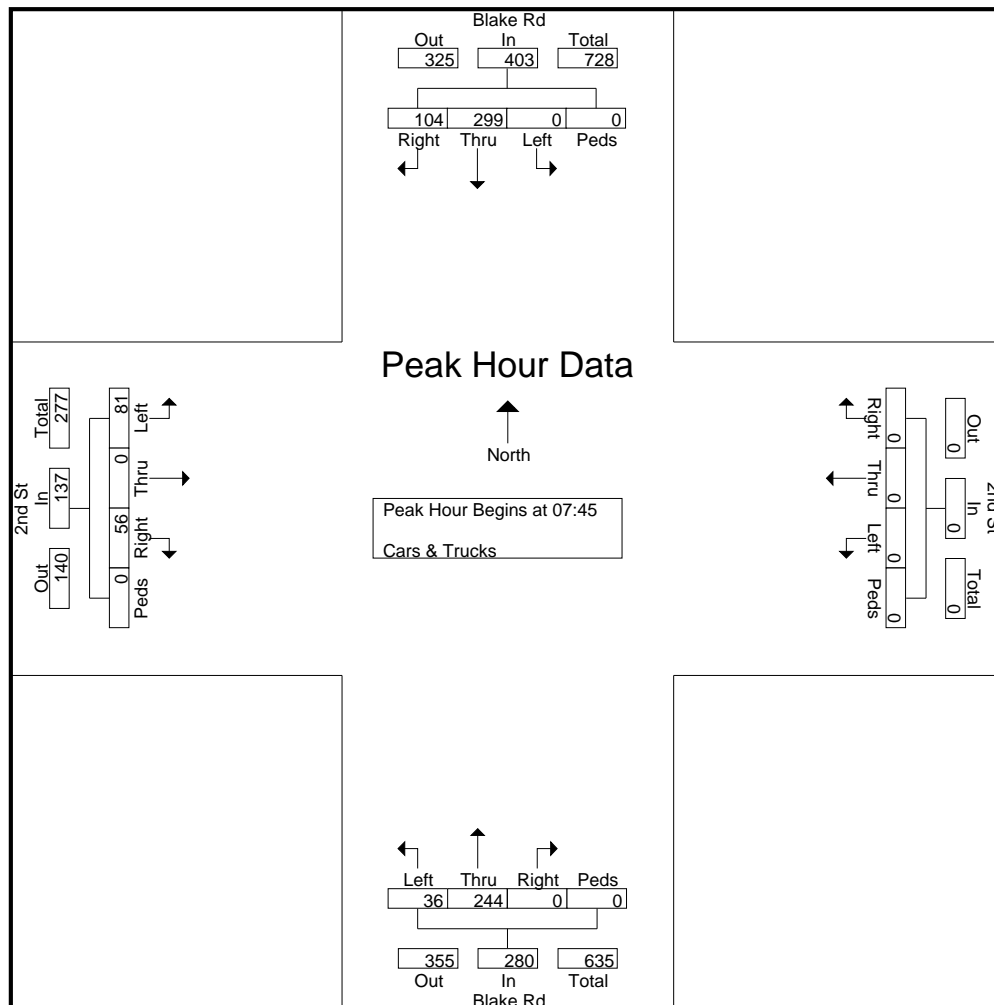 Blake Rd
Out In Total
325 403 728
104 299 0 0
Right Thru Left Peds
Peak Hour Data
North
Peak Hour Begins at 07:45
Cars & Trucks
2nd St
Total In Out
277 137 140
81 0 56 0
Left Thru Right Peds
Right Thru Left Peds
0 0 0 0
Out In Total
0 0 0
2nd St
Left Thru Right Peds
36 244 0 0
355 280 635
Out In Total
Blake Rd